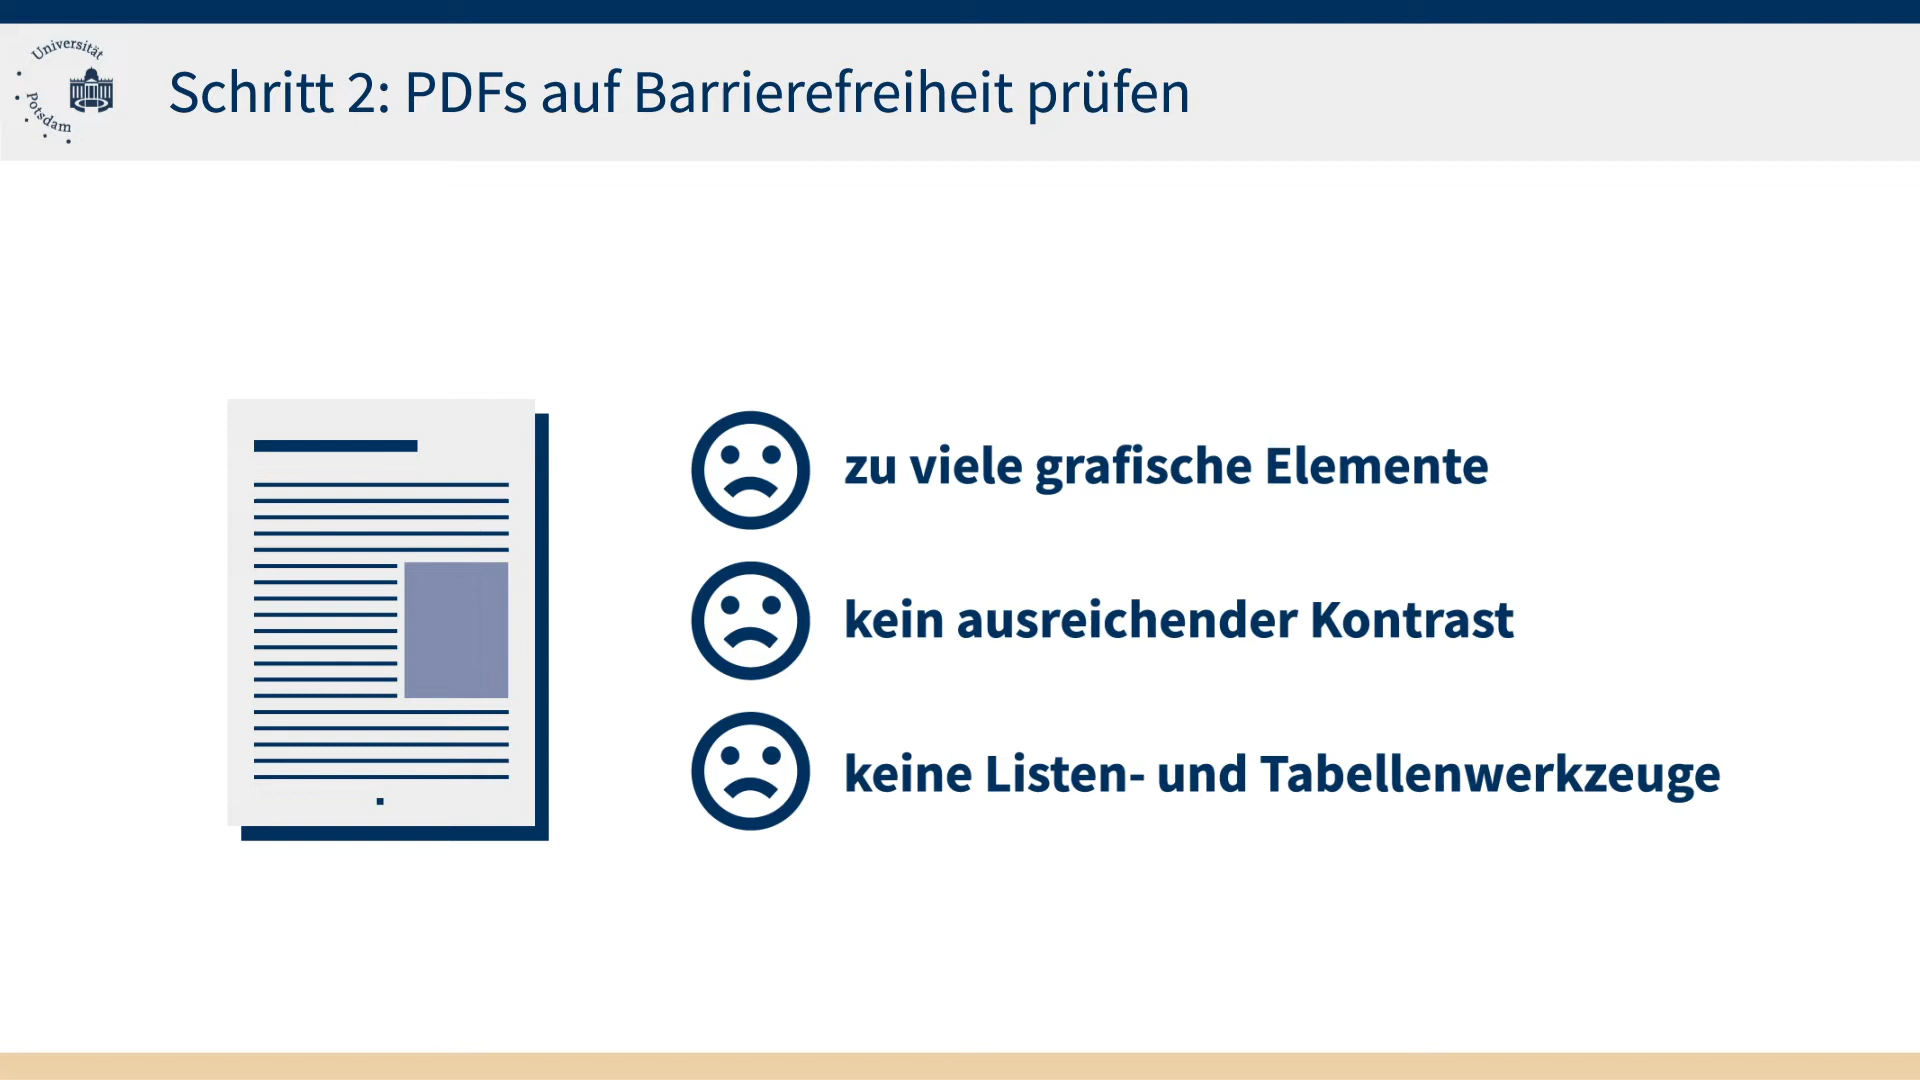 Universität
Potsdam
Schritt 2: PDFs auf Barrierefreiheit prüfen
zu viele grafische Elemente
kein ausreichender Kontrast
keine Listen- und Tabellenwerkzeuge